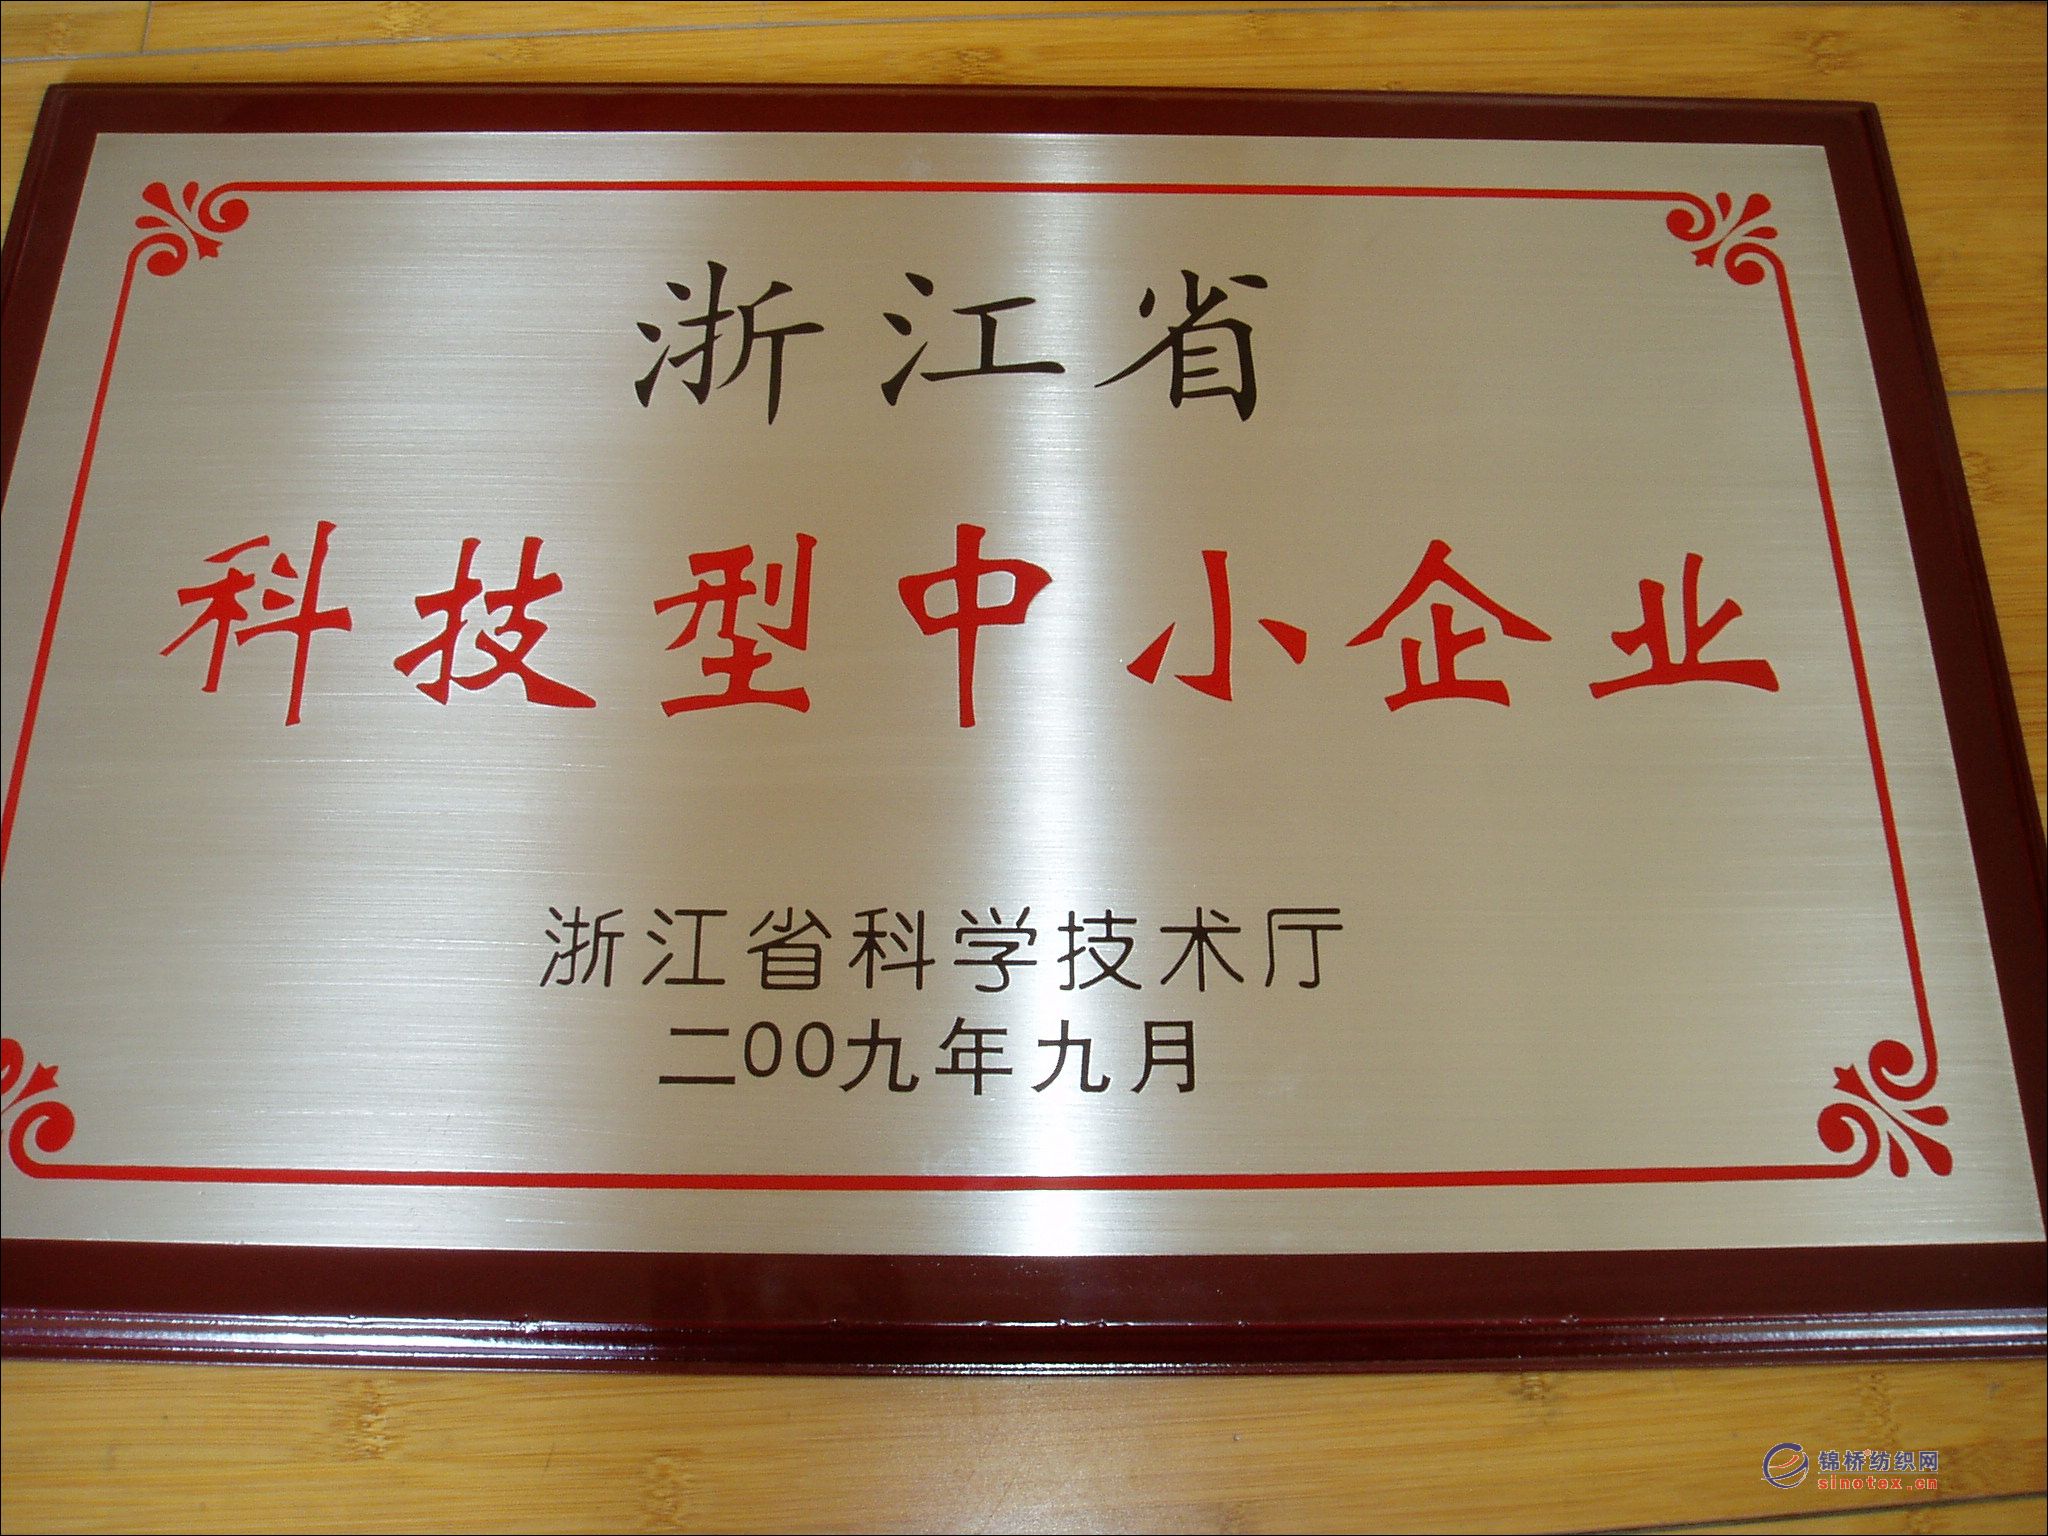 浙江省
科技型中小企业
浙江省科学技术厅
二00九年九月
锦桥纺织网
sinotex.cn